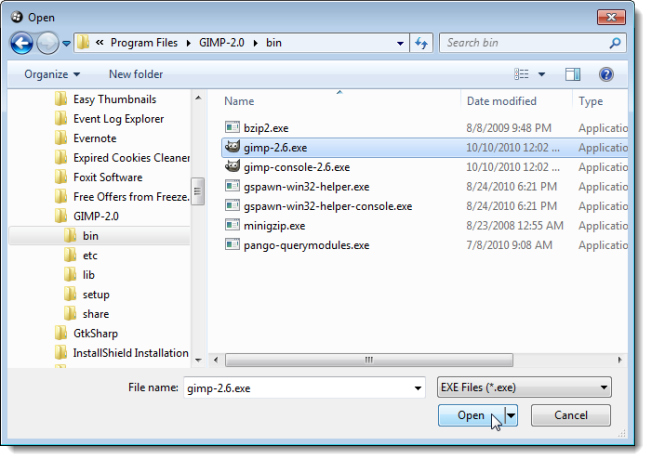 Open
« Program Files GIMP-2.0 bin Search bin
Organize New folder
Easy Thumbnails
Event Log Explorer
Evernote
Expired Cookies Cleaner
Foxit Software
Free Offers from Freeze.
GIMP-2.0
bin
etc
lib
setup
share
GtkSharp
InstallShield Installation
Name Date modified Type
bzip2.exe 8/8/2009 9:48 PM Applicatio
gimp-2.6.exe 10/10/2010 12:02 ... Applicatio
gimp-console-2.6.exe 10/10/2010 12:02 ... Applicatio
gspawn-win32-helper.exe 8/24/2010 6:21 PM Applicatio
gspawn-win32-helper-console.exe 8/24/2010 6:21 PM Applicatio
minigzip.exe 8/23/2008 12:55 AM Applicatio
pango-querymodules.exe 7/8/2010 9:08 AM Applicatio
File name: gimp-2.6.exe EXE Files (*.exe)
Open Cancel